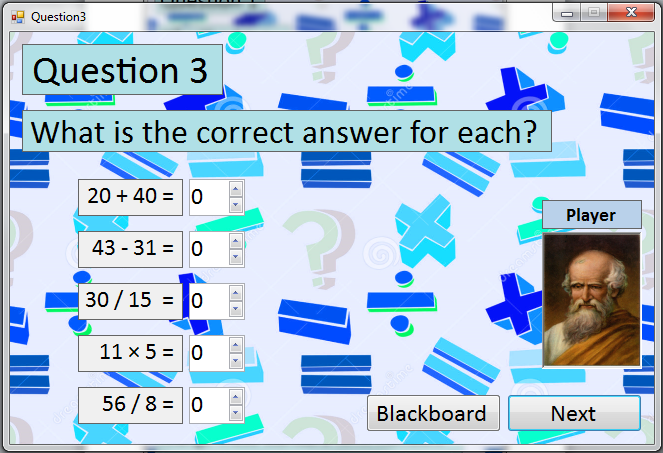 Question3
Question 3
What is the correct answer for each?
20 + 40 = 0
43 - 31 = 0
30 / 15 = 0
11 × 5 = 0
56 / 8 = 0
Player
Blackboard
Next